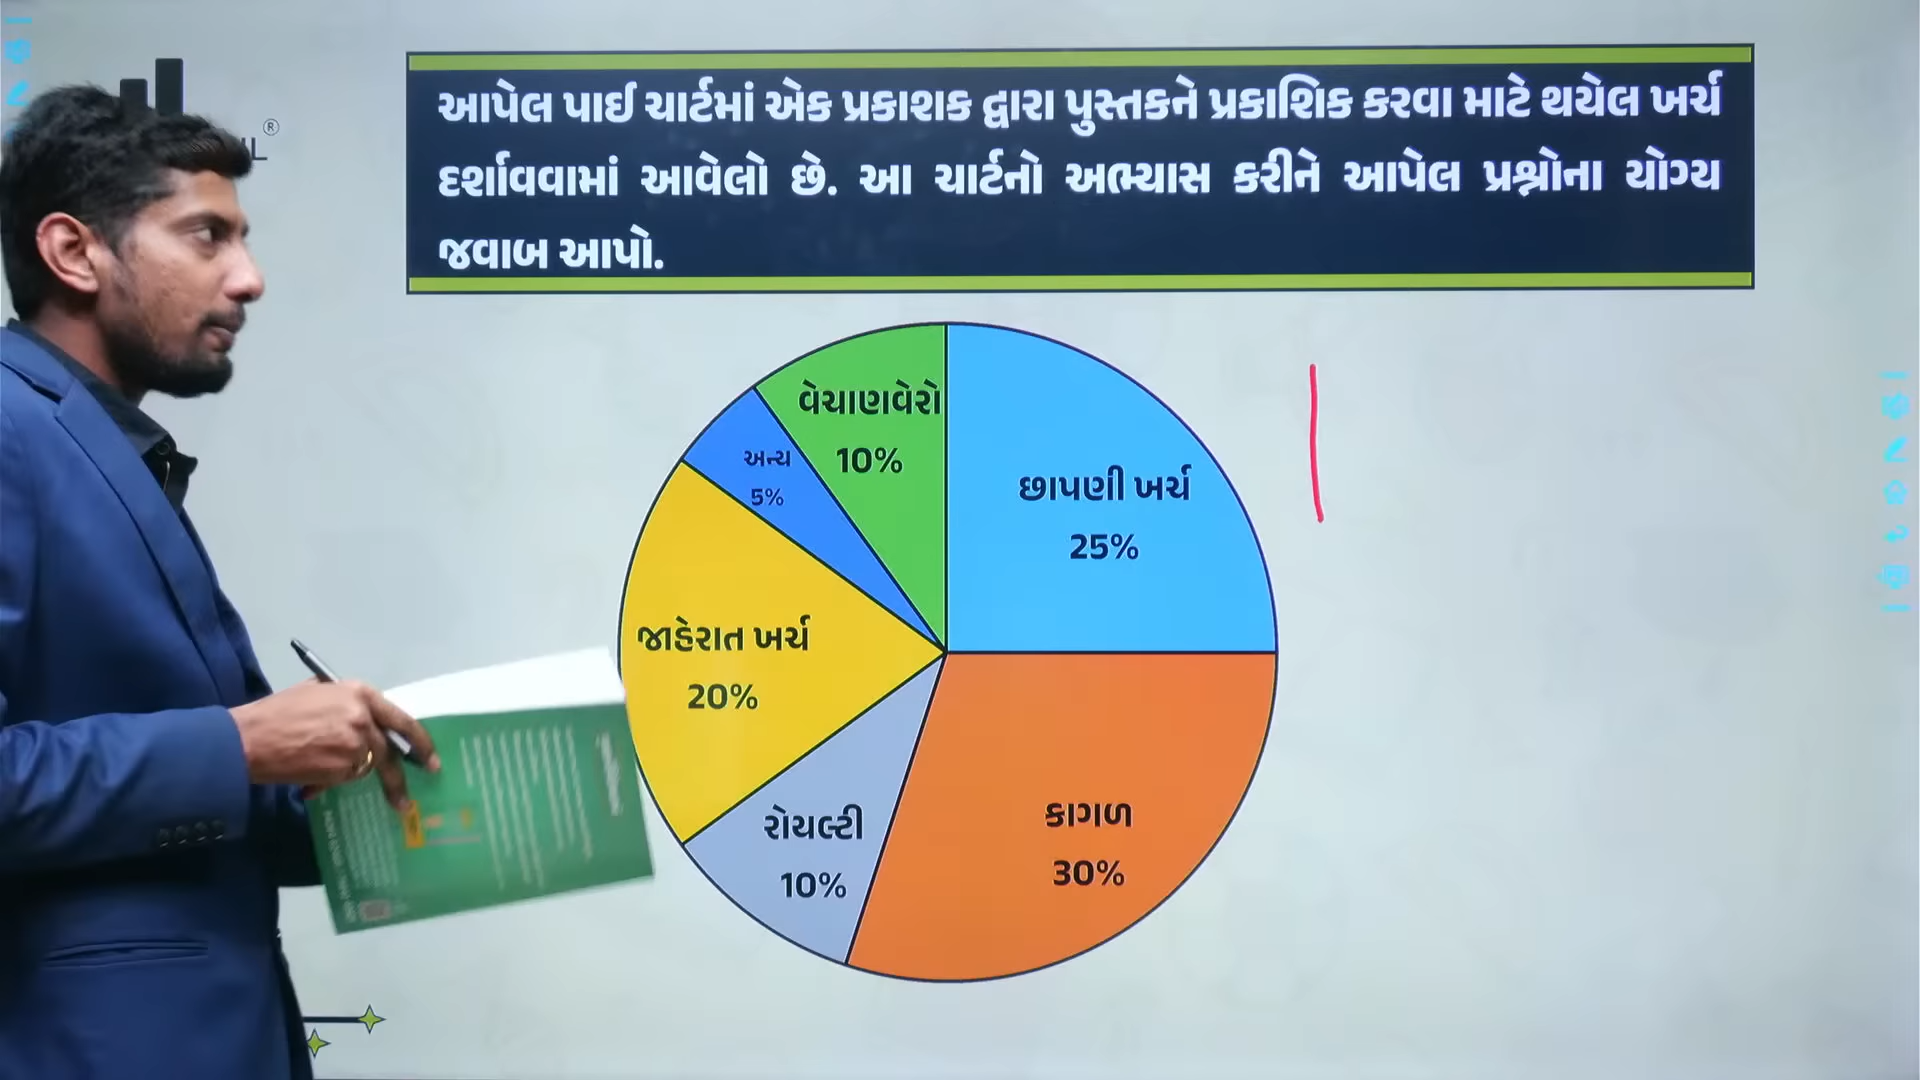 આપેલ પાઈ ચાર્ટમાં એક પ્રકાશક દ્વારા પુસ્તકને પ્રકાશિક કરવા માટે થયેલ ખર્ચ
દર્શાવવામાં આવેલો છે. આ ચાર્ટનો અભ્યાસ કરીને આપેલ પ્રશ્નોના યોગ્ય
જવાબ આપો.
વેચાણવેરો
10%
અન્ય
5%
છાપણી ખર્ચ
25%
જાહેરાત ખર્ચ
20%
રોયલ્ટી
10%
કાગળ
30%